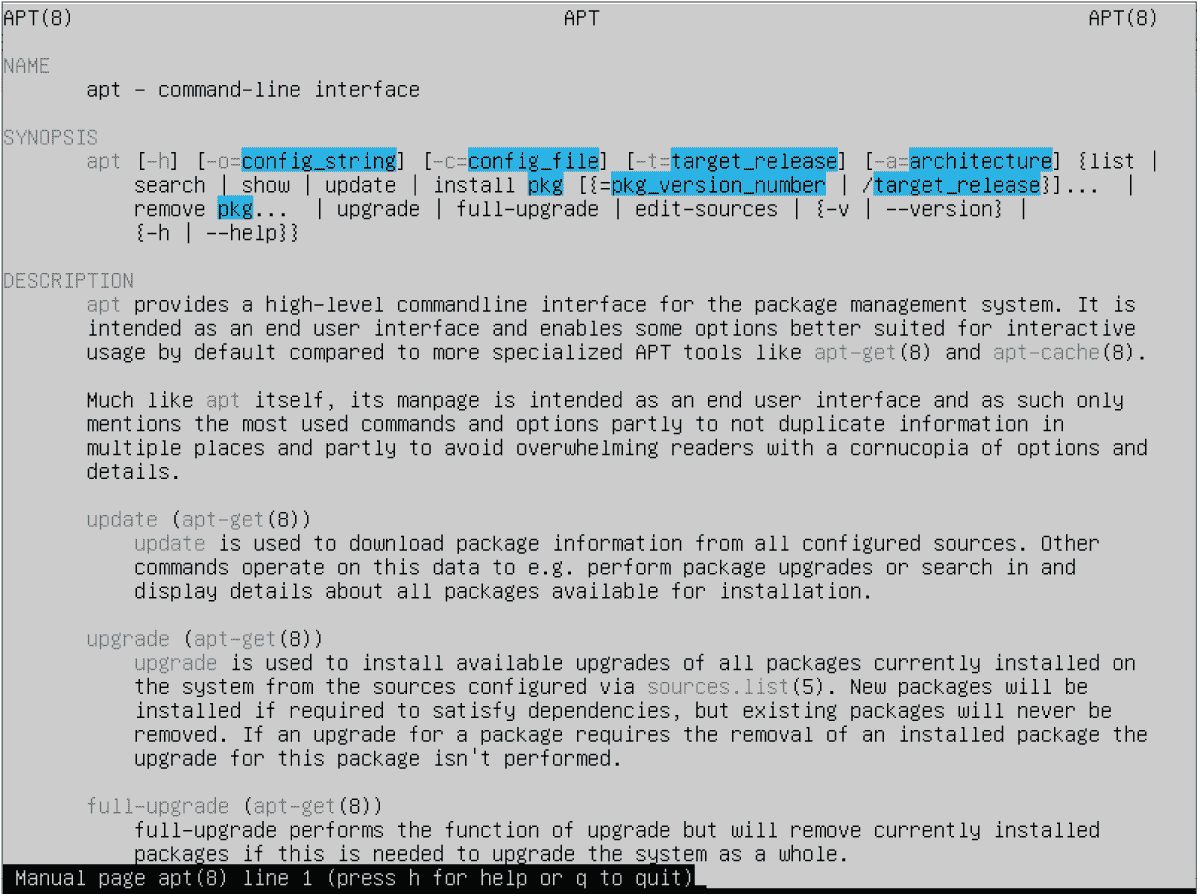 APT(8) APT APT(8)
NAME
apt - command-line interface
SYNOPSIS
apt [-h] [-o=config_string] [-c=config_file] [-t=target_release] [-a=architecture] {list |
search | show | update | install pkg [{=pkg_version_number | /target_release}]... |
remove pkg... | upgrade | full-upgrade | edit-sources | {-v | --version} |
{-h | --help}}
DESCRIPTION
apt provides a high-level commandline interface for the package management system. It is
intended as an end user interface and enables some options better suited for interactive
usage by default compared to more specialized APT tools like apt-get(8) and apt-cache(8).
Much like apt itself, its manpage is intended as an end user interface and as such only
mentions the most used commands and options partly to not duplicate information in
multiple places and partly to avoid overwhelming readers with a cornucopia of options and
details.
update (apt-get(8))
update is used to download package information from all configured sources. Other
commands operate on this data to e.g. perform package upgrades or search in and
display details about all packages available for installation.
upgrade (apt-get(8))
upgrade is used to install available upgrades of all packages currently installed on
the system from the sources configured via sources.list(5). New packages will be
installed if required to satisfy dependencies, but existing packages will never be
removed. If an upgrade for a package requires the removal of an installed package the
upgrade for this package isn't performed.
full-upgrade (apt-get(8))
full-upgrade performs the function of upgrade but will remove currently installed
packages if this is needed to upgrade the system as a whole.
Manual page apt(8) line 1 (press h for help or q to quit)